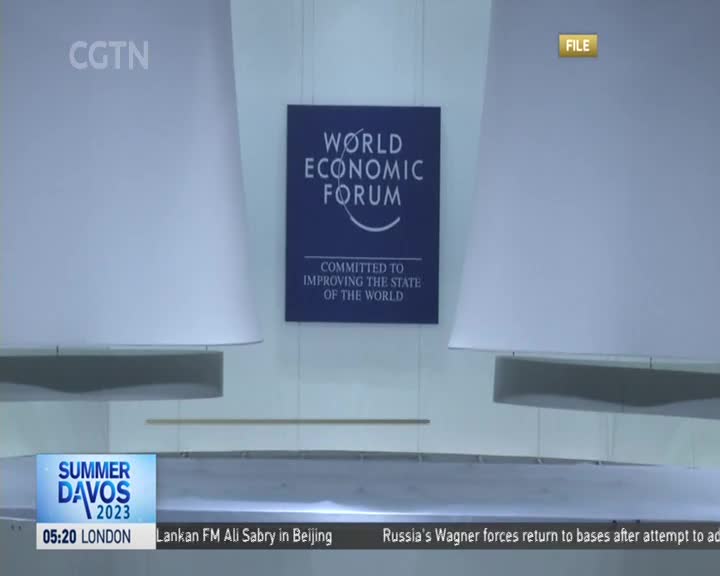 CGTN
FILE
WORLD
ECONOMIC
FORUM
COMMITTED TO
IMPROVING THE STATE
OF THE WORLD
SUMMER
DAVOS
2023
05:20 LONDON
Lankan FM Ali Sabry in Beijing
Russia's Wagner forces return to bases after attempt to ad